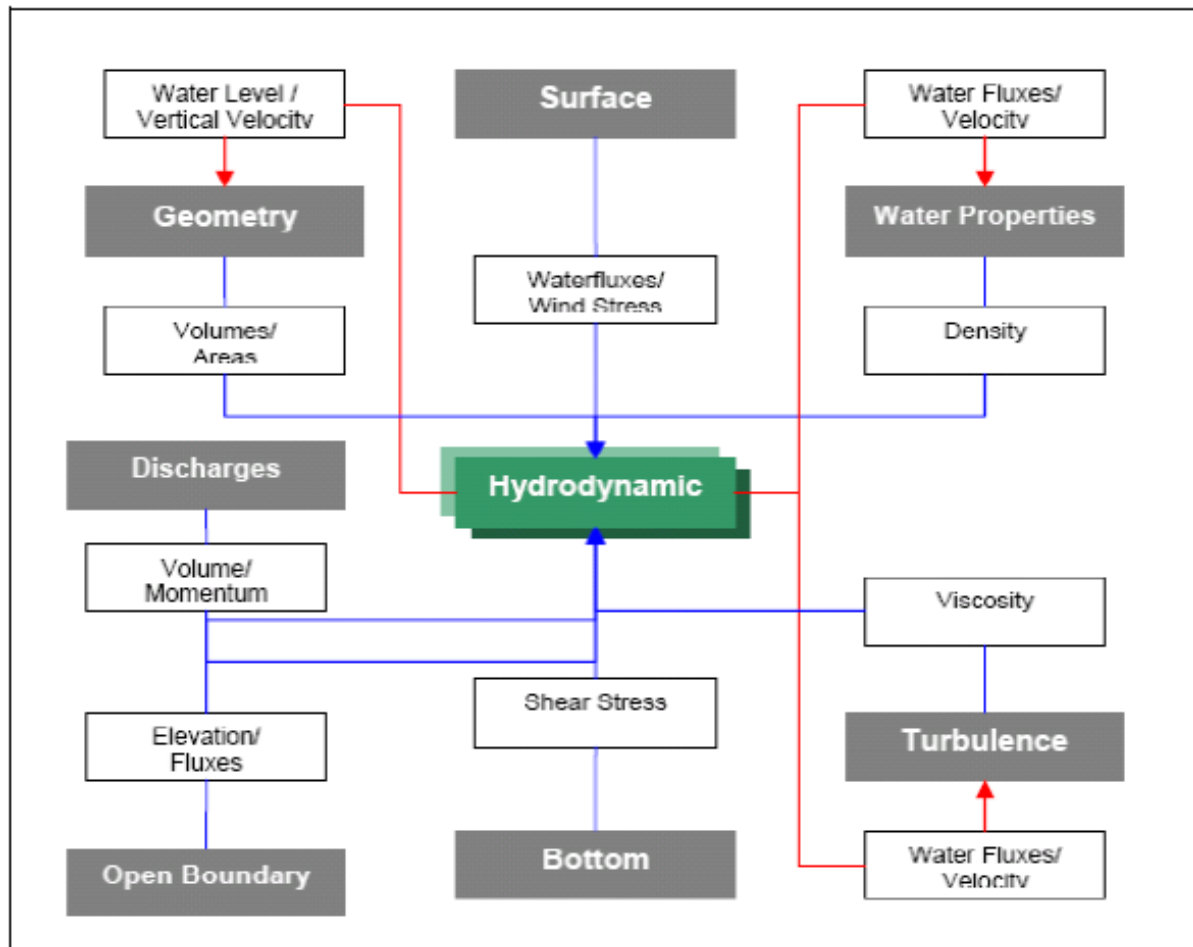 Water Level /
Vertical Velocity
Surface
Water Fluxes/
Velocity
Geometry
Water Properties
Waterfluxes/
Wind Stress
Volumes/
Areas
Density
Discharges
Hydrodynamic
Volume/
Momentum
Viscosity
Shear Stress
Elevation/
Fluxes
Turbulence
Open Boundary
Bottom
Water Fluxes/
Velocity